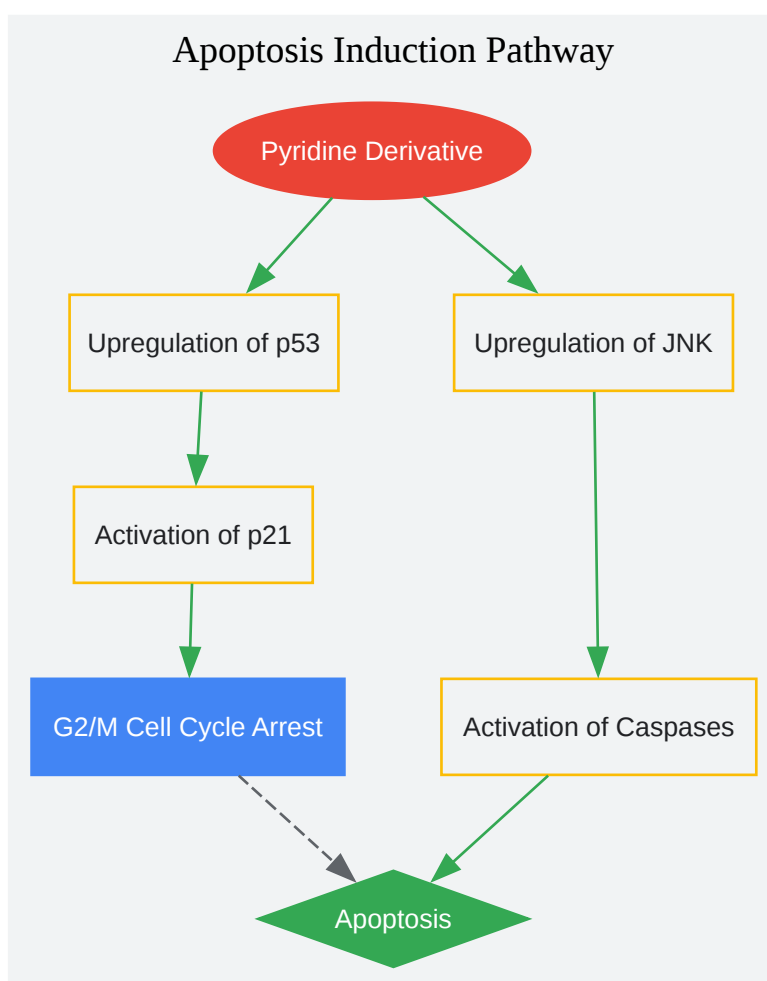 Apoptosis Induction Pathway
Pyridine Derivative
Upregulation of p53
Upregulation of JNK
Activation of p21
G2/M Cell Cycle Arrest
Activation of Caspases
Apoptosis